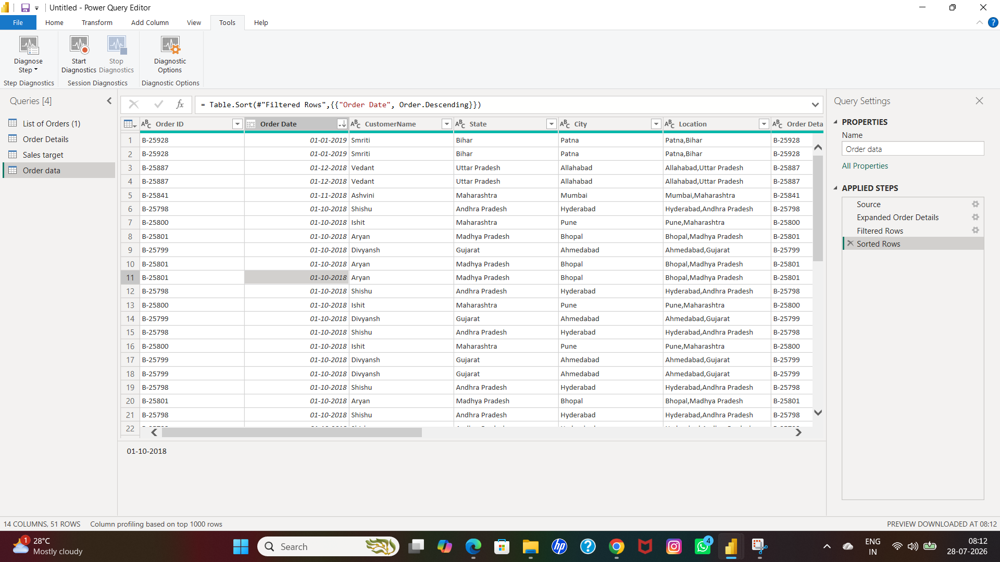 Untitled - Power Query Editor
File Home Transform Add Column View Tools Help
Diagnose Step
Start Diagnostics
Stop Diagnostics
Diagnostic Options
Step Diagnostics Session Diagnostics Diagnostic Options
Queries [4]
List of Orders (1)
Order Details
Sales target
Order data
fx = Table.Sort(#"Filtered Rows",{{"Order Date", Order.Descending}})
Order ID Order Date CustomerName State City Location Order Deta
1 B-25928 01-01-2019 Smriti Bihar Patna Patna,Bihar B-25928
2 B-25928 01-01-2019 Smriti Bihar Patna Patna,Bihar B-25928
3 B-25887 01-12-2018 Vedant Uttar Pradesh Allahabad Allahabad,Uttar Pradesh B-25887
4 B-25887 01-12-2018 Vedant Uttar Pradesh Allahabad Allahabad,Uttar Pradesh B-25887
5 B-25841 01-11-2018 Ashvini Maharashtra Mumbai Mumbai,Maharashtra B-25841
6 B-25798 01-10-2018 Shishu Andhra Pradesh Hyderabad Hyderabad,Andhra Pradesh B-25798
7 B-25800 01-10-2018 Ishit Maharashtra Pune Pune,Maharashtra B-25800
8 B-25801 01-10-2018 Aryan Madhya Pradesh Bhopal Bhopal,Madhya Pradesh B-25801
9 B-25799 01-10-2018 Divyansh Gujarat Ahmedabad Ahmedabad,Gujarat B-25799
10 B-25801 01-10-2018 Aryan Madhya Pradesh Bhopal Bhopal,Madhya Pradesh B-25801
11 B-25801 01-10-2018 Aryan Madhya Pradesh Bhopal Bhopal,Madhya Pradesh B-25801
12 B-25798 01-10-2018 Shishu Andhra Pradesh Hyderabad Hyderabad,Andhra Pradesh B-25798
13 B-25800 01-10-2018 Ishit Maharashtra Pune Pune,Maharashtra B-25800
14 B-25799 01-10-2018 Divyansh Gujarat Ahmedabad Ahmedabad,Gujarat B-25799
15 B-25798 01-10-2018 Shishu Andhra Pradesh Hyderabad Hyderabad,Andhra Pradesh B-25798
16 B-25800 01-10-2018 Ishit Maharashtra Pune Pune,Maharashtra B-25800
17 B-25799 01-10-2018 Divyansh Gujarat Ahmedabad Ahmedabad,Gujarat B-25799
18 B-25799 01-10-2018 Divyansh Gujarat Ahmedabad Ahmedabad,Gujarat B-25799
19 B-25798 01-10-2018 Shishu Andhra Pradesh Hyderabad Hyderabad,Andhra Pradesh B-25798
20 B-25801 01-10-2018 Aryan Madhya Pradesh Bhopal Bhopal,Madhya Pradesh B-25801
21 B-25798 01-10-2018 Shishu Andhra Pradesh Hyderabad Hyderabad,Andhra Pradesh B-25798
22
01-10-2018
Query Settings
PROPERTIES
Name
Order data
All Properties
APPLIED STEPS
Source
Expanded Order Details
Filtered Rows
Sorted Rows
14 COLUMNS, 51 ROWS Column profiling based on top 1000 rows PREVIEW DOWNLOADED AT 08:12
1 28°C
Mostly cloudy
Search
hp
4
ENG
IN
08:12
28-07-2026